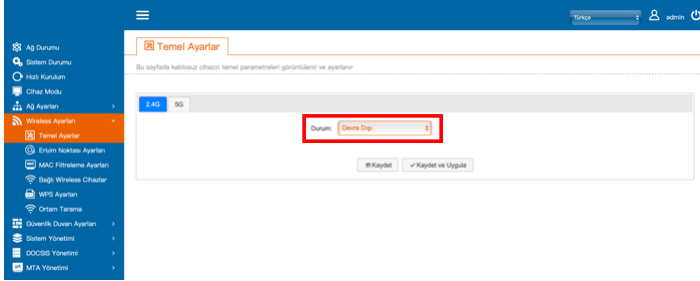 Türkçe
admin
Ağ Durumu
Sistem Durumu
Hızlı Kurulum
Cihaz Modu
Ağ Ayarları
Wireless Ayarları
Temel Ayarlar
Erişim Noktası Ayarları
MAC Filtreleme Ayarları
Bağlı Wireless Cihazlar
WPS Ayarları
Ortam Tarama
Güvenlik Duvarı Ayarları
Sistem Yönetimi
DOCSIS Yönetimi
MTA Yönetimi
Temel Ayarlar
Bu sayfada kablosuz cihazın temel parametreleri görüntülenir ve ayarlanır
2.4G 5G
Durum: Devre Dışı
Kaydet Kaydet ve Uygula